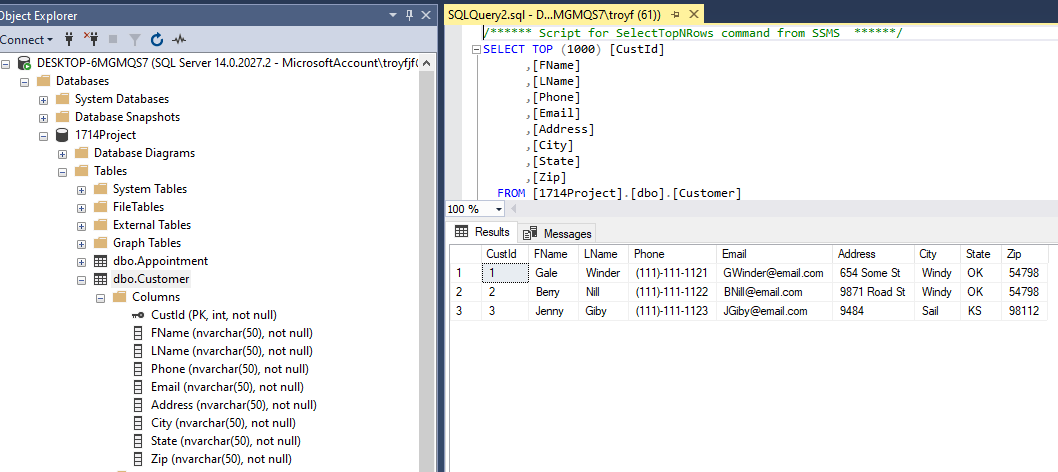 Object Explorer
Connect
DESKTOP-6MGMQS7 (SQL Server 14.0.2027.2 - MicrosoftAccount\troyfjf
Databases
System Databases
Database Snapshots
1714Project
Database Diagrams
Tables
System Tables
FileTables
External Tables
Graph Tables
dbo.Appointment
dbo.Customer
Columns
CustId (PK, int, not null)
FName (nvarchar(50), not null)
LName (nvarchar(50), not null)
Phone (nvarchar(50), not null)
Email (nvarchar(50), not null)
Address (nvarchar(50), not null)
City (nvarchar(50), not null)
State (nvarchar(50), not null)
Zip (nvarchar(50), not null)
SQLQuery2.sql - D...MGMQS7\troyf (61))
/****** Script for SelectTopNRows command from SSMS ******/
SELECT TOP (1000) [CustId]
,[FName]
,[LName]
,[Phone]
,[Email]
,[Address]
,[City]
,[State]
,[Zip]
FROM [1714Project].[dbo].[Customer]
100 %
Results Messages
CustId FName LName Phone Email Address City State Zip
1 1 Gale Winder (111)-111-1121 GWinder@email.com 654 Some St Windy OK 54798
2 2 Berry Nill (111)-111-1122 BNill@email.com 9871 Road St Windy OK 54798
3 3 Jenny Giby (111)-111-1123 JGiby@email.com 9484 Sail KS 98112